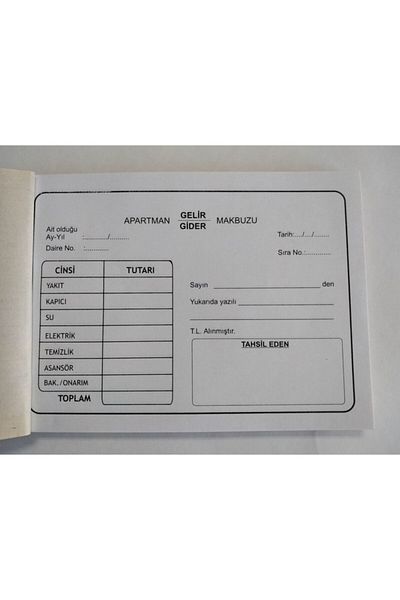 APARTMAN GELİR GİDER MAKBUZU
Ait olduğu
Ay-Yıl :.........../..........
Daire No. :..........
Tarih:..../..../.......
Sıra No.:............
CİNSİ TUTARI
YAKIT
KAPICI
SU
ELEKTRİK
TEMİZLİK
ASANSÖR
BAK./ONARIM
TOPLAM
Sayın den
Yukarıda yazılı
T.L. Alınmıştır.
TAHSİL EDEN